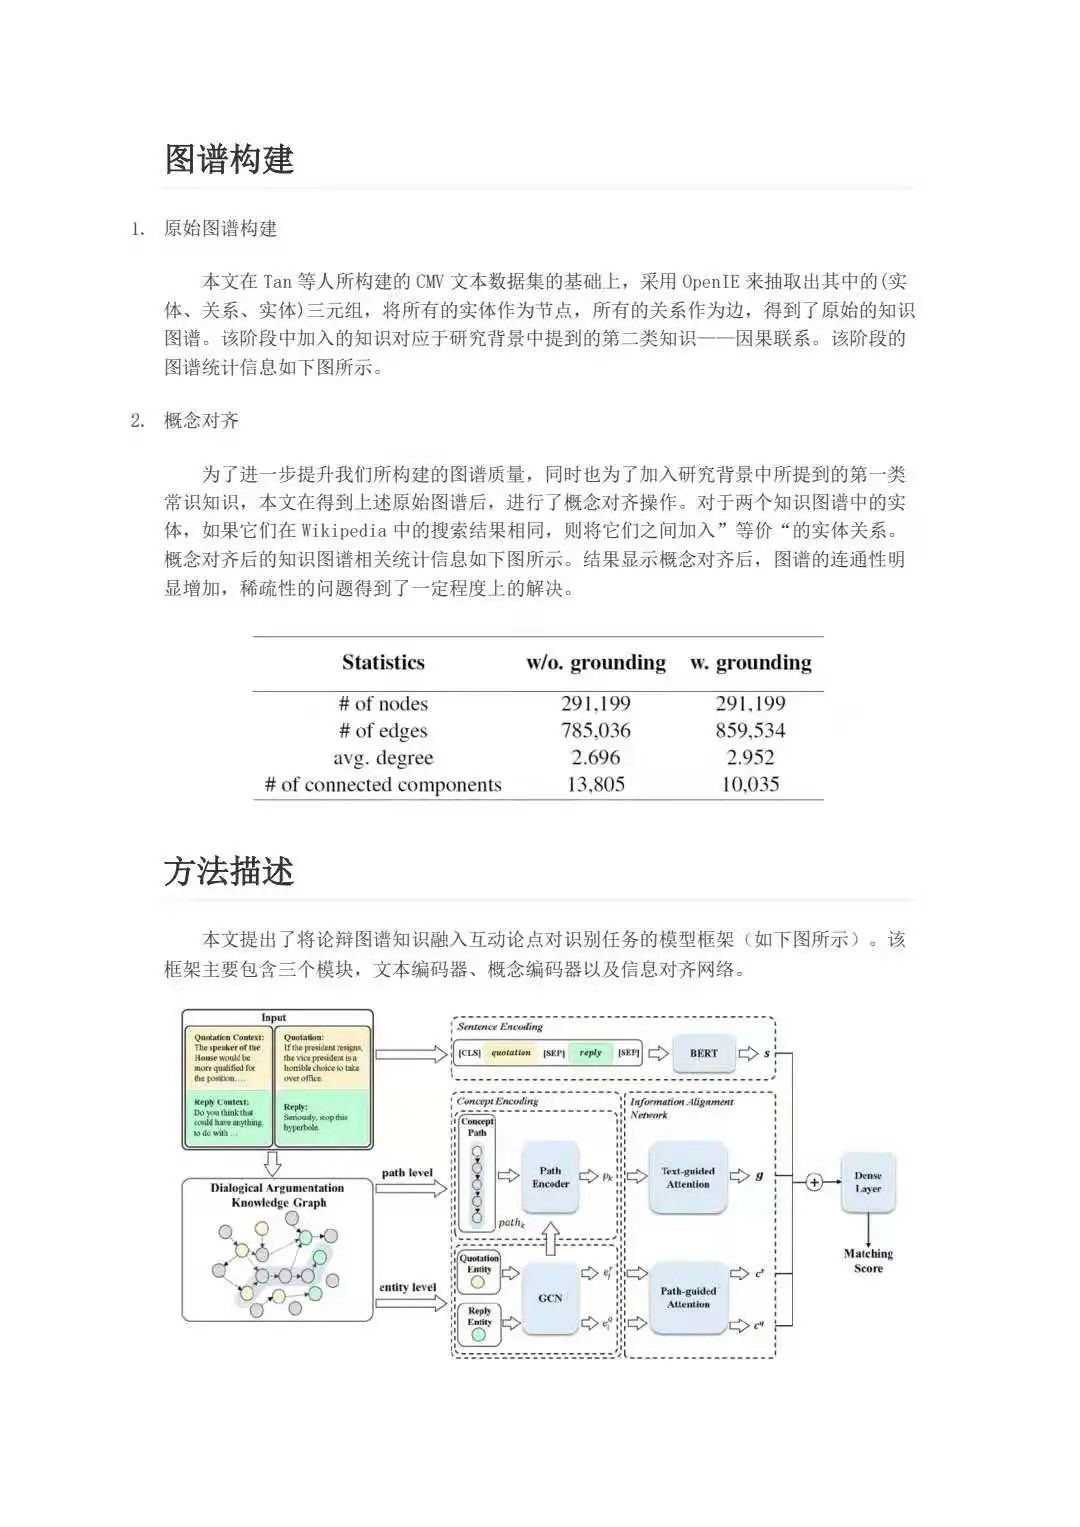 图谱构建
1. 原始图谱构建
本文在 Tan 等人所构建的 CMV 文本数据集的基础上，采用 OpenIE 来抽取出其中的(实
体、关系、实体)三元组，将所有的实体作为节点，所有的关系作为边，得到了原始的知识
图谱。该阶段中加入的知识对应于研究背景中提到的第二类知识——因果联系。该阶段的
图谱统计信息如下图所示。
2. 概念对齐
为了进一步提升我们所构建的图谱质量，同时也为了加入研究背景中所提到的第一类
常识知识，本文在得到上述原始图谱后，进行了概念对齐操作。对于两个知识图谱中的实
体，如果它们在 Wikipedia 中的搜索结果相同，则将它们之间加入”等价“的实体关系。
概念对齐后的知识图谱相关统计信息如下图所示。结果显示概念对齐后，图谱的连通性明
显增加，稀疏性的问题得到了一定程度上的解决。
Statistics w/o. grounding w. grounding
# of nodes 291,199 291,199
# of edges 785,036 859,534
avg. degree 2.696 2.952
# of connected components 13,805 10,035
方法描述
本文提出了将论辩图谱知识融入互动论点对识别任务的模型框架（如下图所示）。该
框架主要包含三个模块，文本编码器、概念编码器以及信息对齐网络。
Input
Quotation Context:
The speaker of the
House would be
more qualified for
the position....
Quotation:
If the president resigns,
the vice president is a
horrible choice to take
over office.
Reply Context:
Do you think that
could have anything
to do with ...
Reply:
Seriously, stop this
hyperbole.
Dialogical Argumentation
Knowledge Graph
path level
entity level
Sentence Encoding
[CLS] quotation [SEP] reply [SEP]
BERT
s
Concept Encoding
Concept
Path
path_k
Path
Encoder
p_k
Quotation
Entity
Reply
Entity
GCN
e_j^r
e_i^q
Information Alignment
Network
Text-guided
Attention
g
Path-guided
Attention
c^r
c^q
+
Dense
Layer
Matching
Score